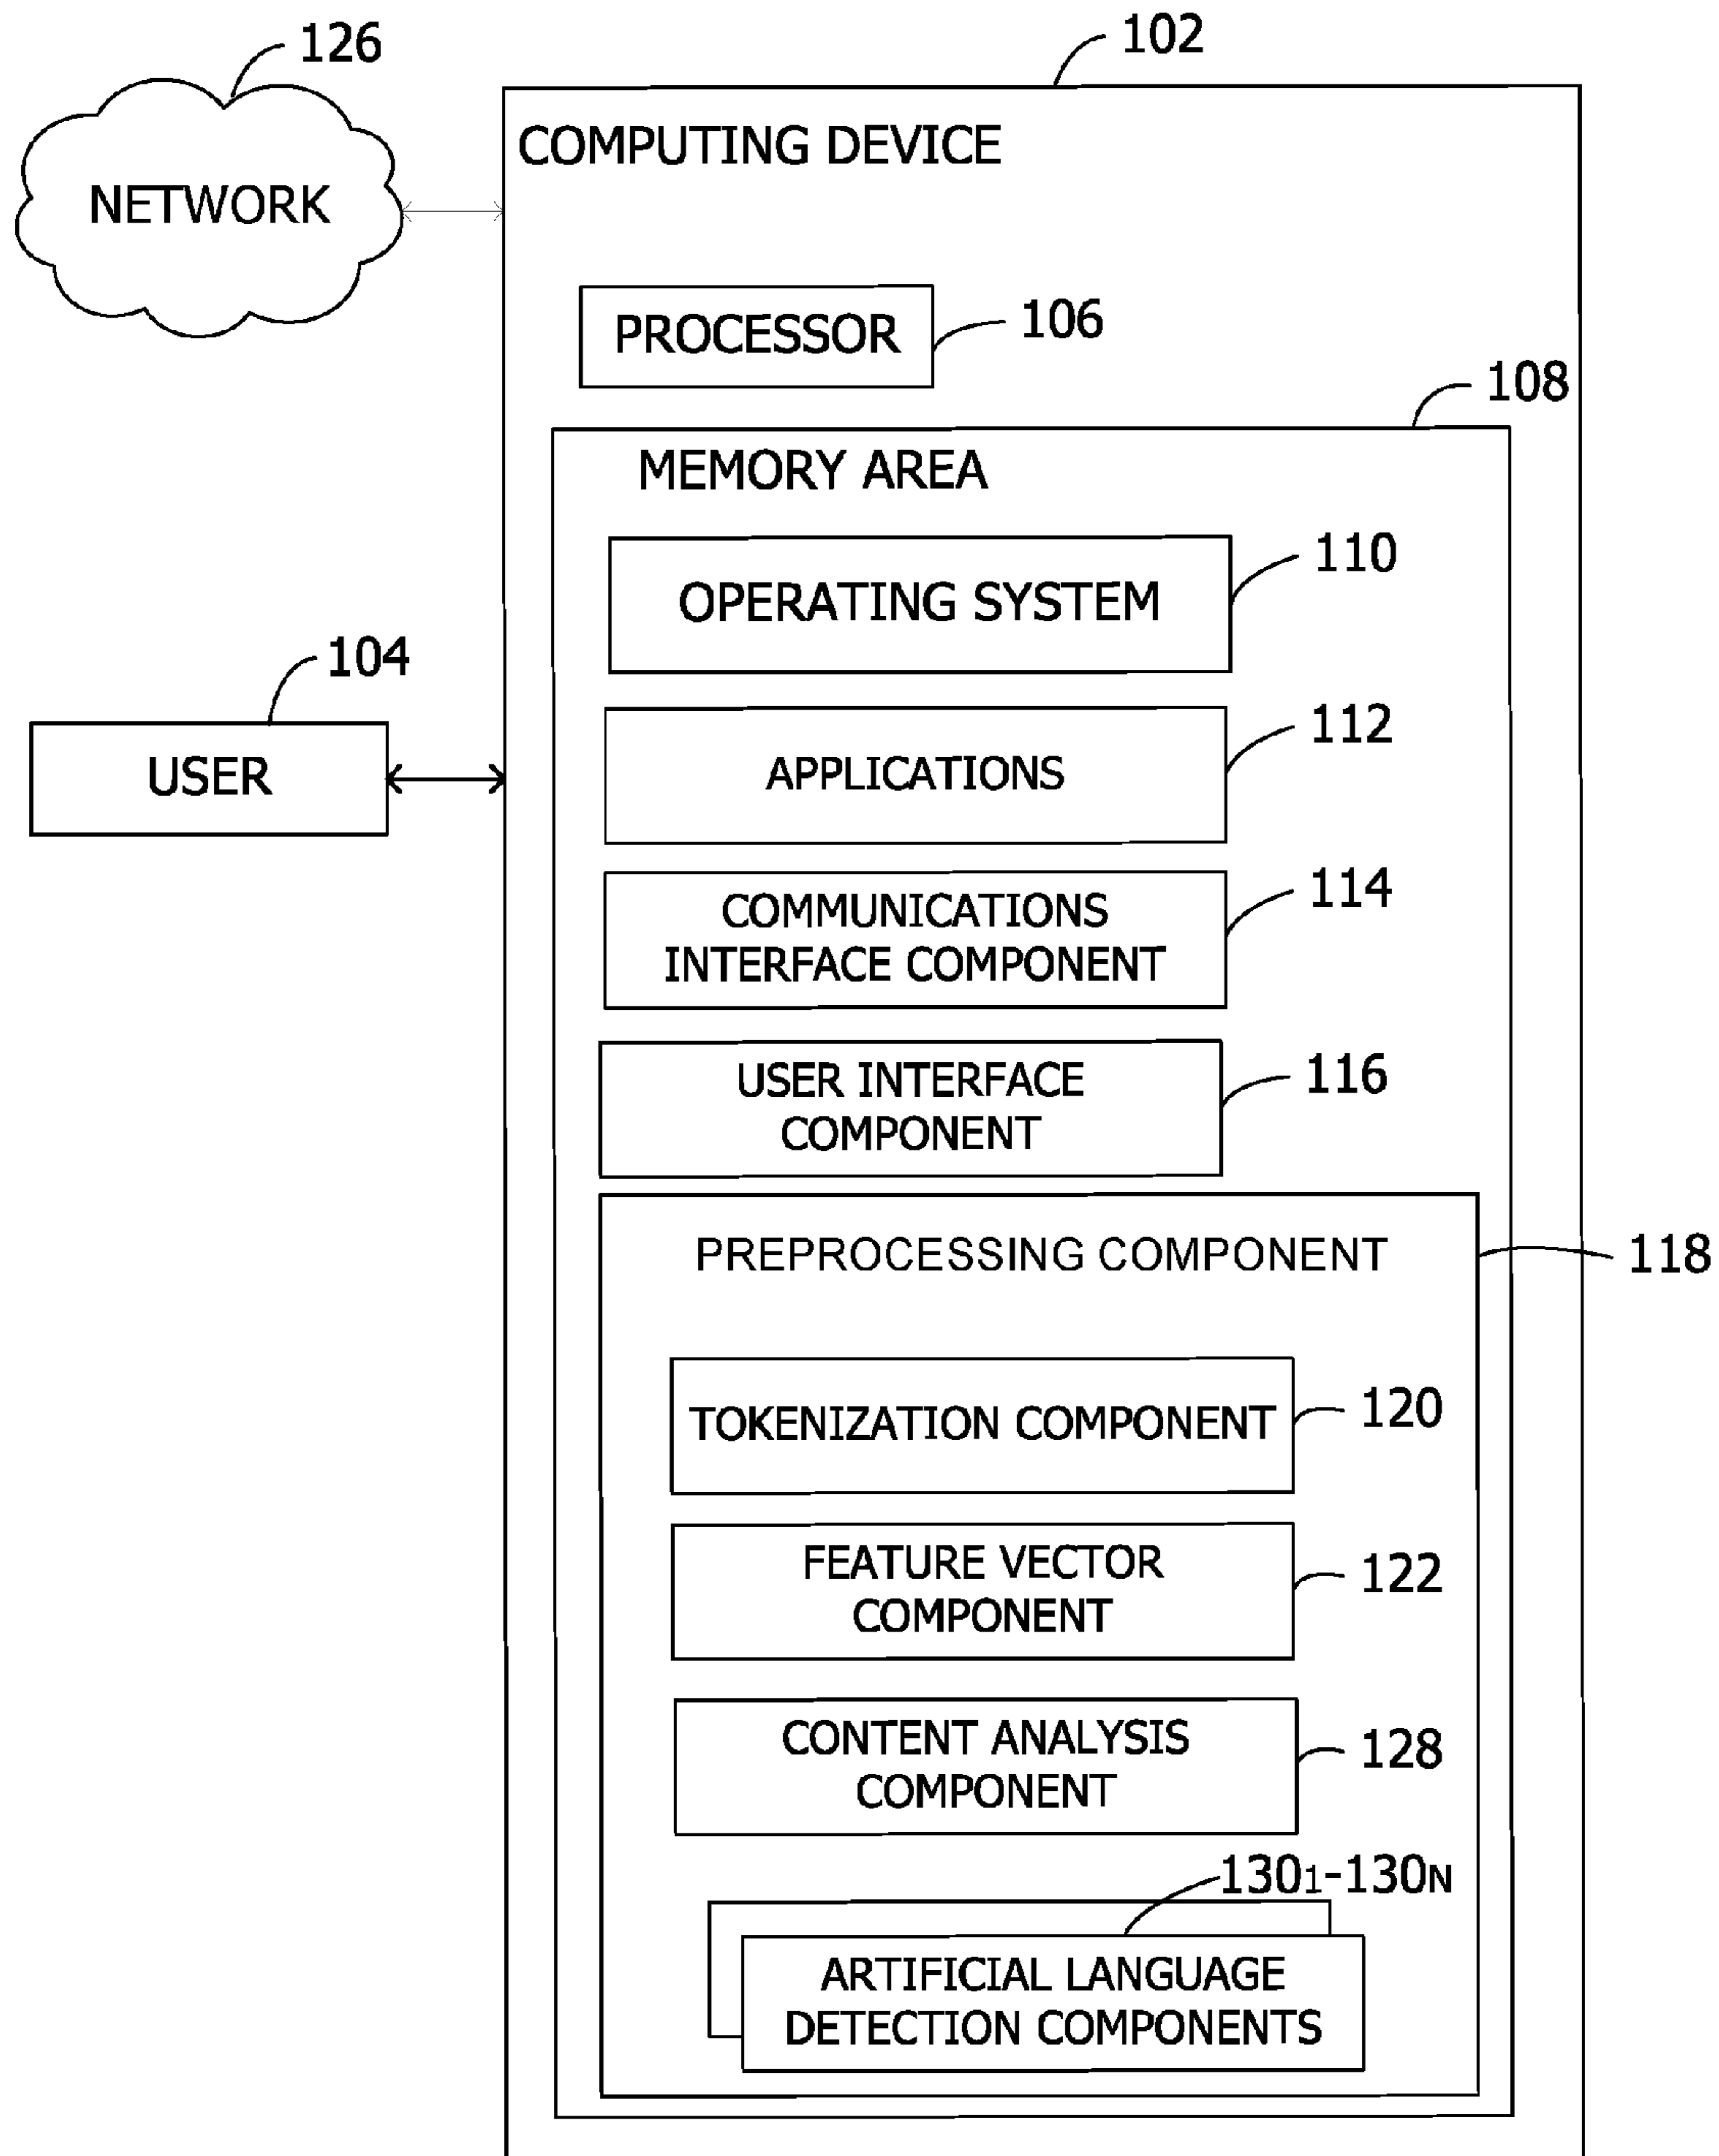 126
102
COMPUTING DEVICE
NETWORK
PROCESSOR
106
108
MEMORY AREA
110
OPERATING SYSTEM
104
USER
112
APPLICATIONS
114
COMMUNICATIONS
INTERFACE COMPONENT
116
USER INTERFACE
COMPONENT
118
PREPROCESSING COMPONENT
120
TOKENIZATION COMPONENT
122
FEATURE VECTOR
COMPONENT
128
CONTENT ANALYSIS
COMPONENT
130₁-130N
ARTIFICIAL LANGUAGE
DETECTION COMPONENTS